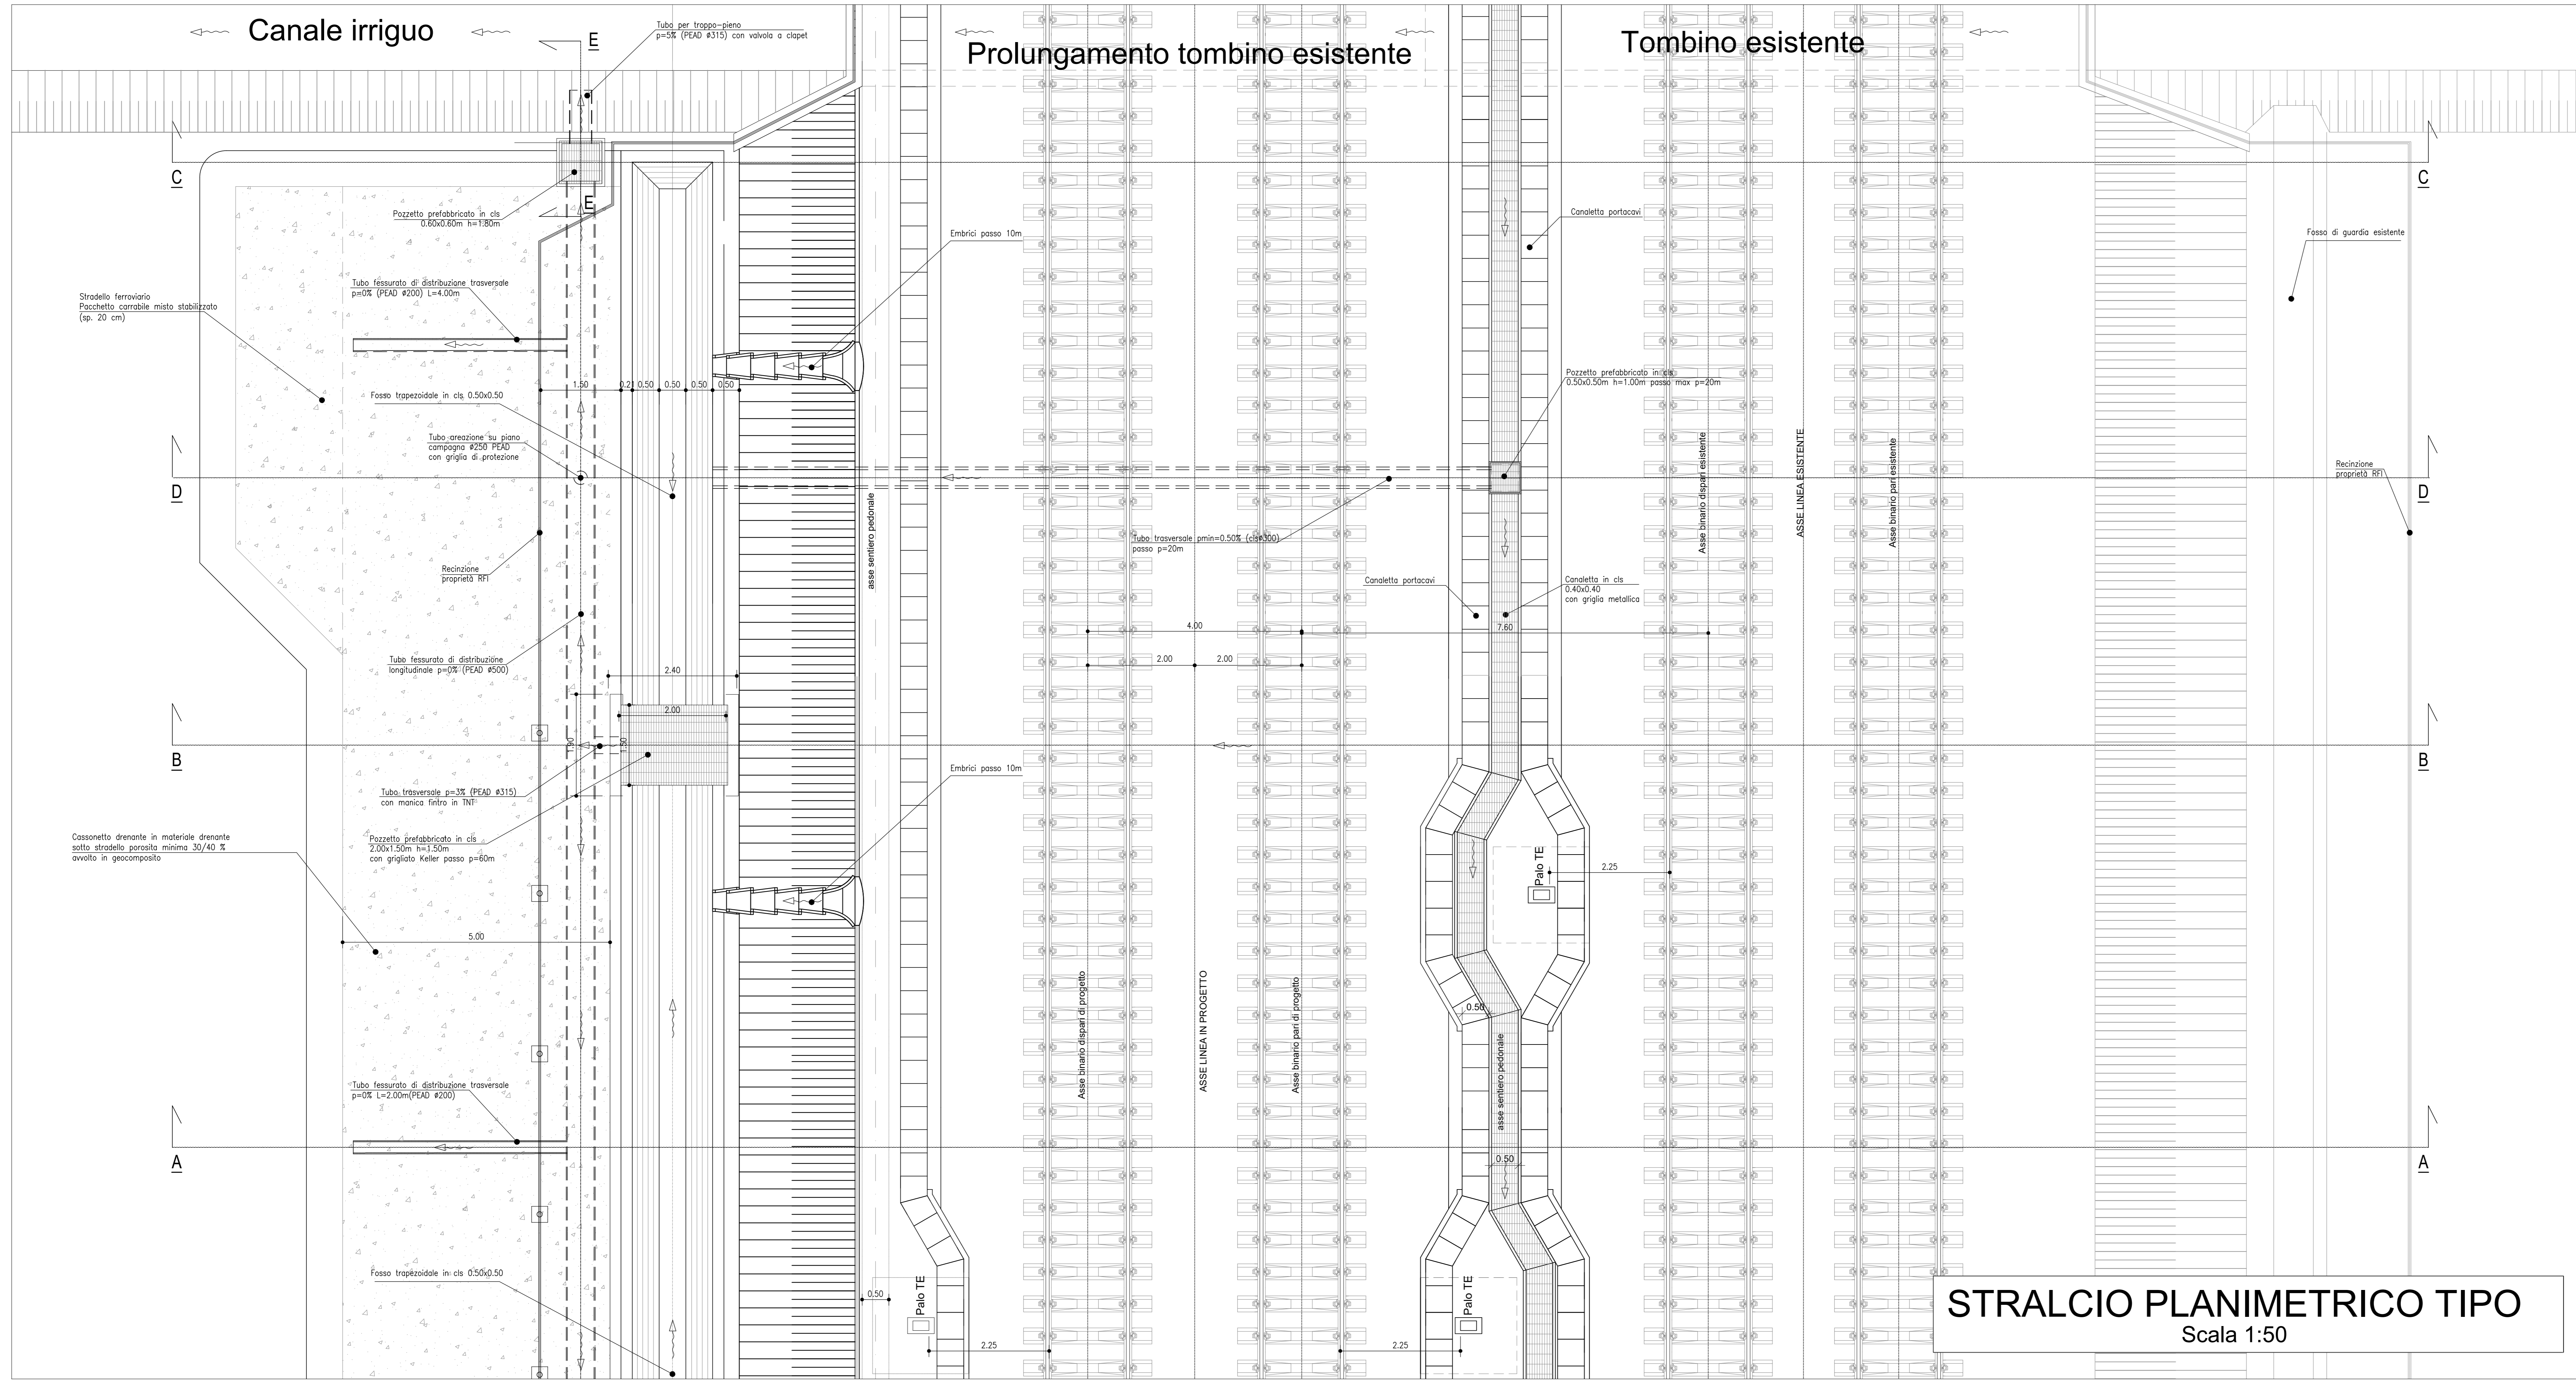 Canale irriguo
E
Tubo per troppo-pieno
p=5% (PEAD ø315) con valvola a clapet
Prolungamento tombino esistente
Tombino esistente
C
C
Pozzetto prefabbricato in cls
0.60x0.60m h=1.80m
E
Canaletta portacavi
Embrici passo 10m
Fosso di guardia esistente
Tubo fessurato di distribuzione trasversale
p=0% (PEAD ø200) L=4.00m
Stradello ferroviario
Pacchetto carrabile misto stabilizzato
(sp. 20 cm)
1.50
0.21
0.50
0.50
0.50
0.50
Pozzetto prefabbricato in cls
0.50x0.50m h=1.00m passo max p=20m
Fosso trapezoidale in cls 0.50x0.50
Tubo areazione su piano
campagna ø250 PEAD
con griglia di protezione
Asse binario dispari esistente
ASSE LINEA ESISTENTE
Asse binario pari esistente
Recinzione
proprietà RFI
D
D
asse sentiero pedonale
Tubo trasversale pmin=0.50% (clsø300)
passo p=20m
Recinzione
proprietà RFI
Canaletta portacavi
Canaletta in cls
0.40x0.40
con griglia metallica
4.00
7.60
2.00
2.00
Tubo fessurato di distribuzione
longitudinale p=0% (PEAD ø500)
2.40
2.00
1.90
1.50
B
B
Embrici passo 10m
Tubo trasversale p=3% (PEAD ø315)
con manica fintro in TNT
Cassonetto drenante in materiale drenante
sotto stradello porosita minima 30/40 %
avvolto in geocomposito
Pozzetto prefabbricato in cls
2.00x1.50m h=1.50m
con grigliato Keller passo p=60m
Palo TE
2.25
5.00
Asse binario dispari di progetto
ASSE LINEA IN PROGETTO
Asse binario pari di progetto
0.50
asse sentiero pedonale
Tubo fessurato di distribuzione trasversale
p=0% L=2.00m(PEAD ø200)
A
A
0.50
Fosso trapezoidale in cls 0.50x0.50
0.50
Palo TE
Palo TE
2.25
2.25
STRALCIO PLANIMETRICO TIPO
Scala 1:50